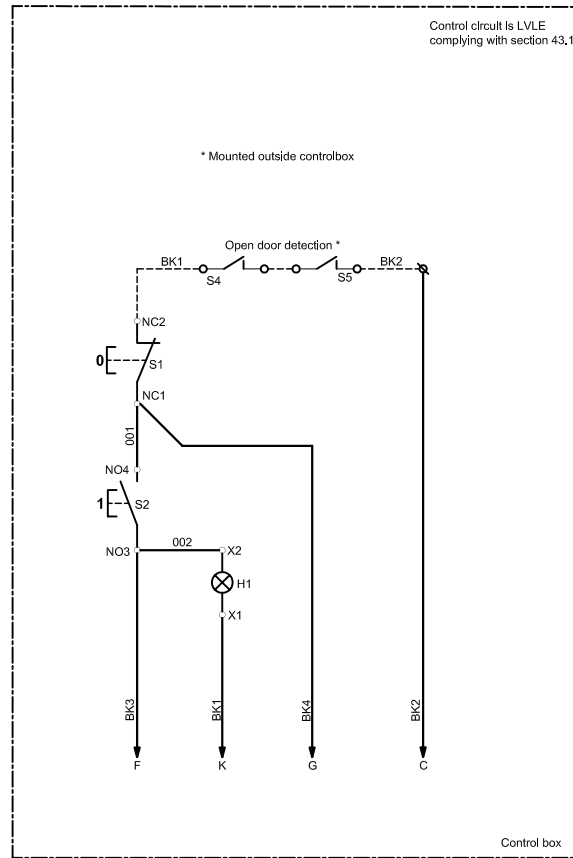 Control circuit is LVLE
complying with section 43.1
* Mounted outside controlbox
Open door detection *
BK1
BK2
S4
S5
NC2
0
S1
NC1
001
NO4
1
S2
002
NO3
X2
H1
X1
BK3
BK1
BK4
BK2
F
K
G
C
Control box